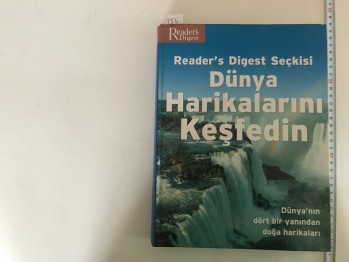 Reader's
Digest
Reader's Digest Seçkisi
Dünya
Harikalarını
Keşfedin
Dünya'nın
dört bir yanından
doğa harikaları